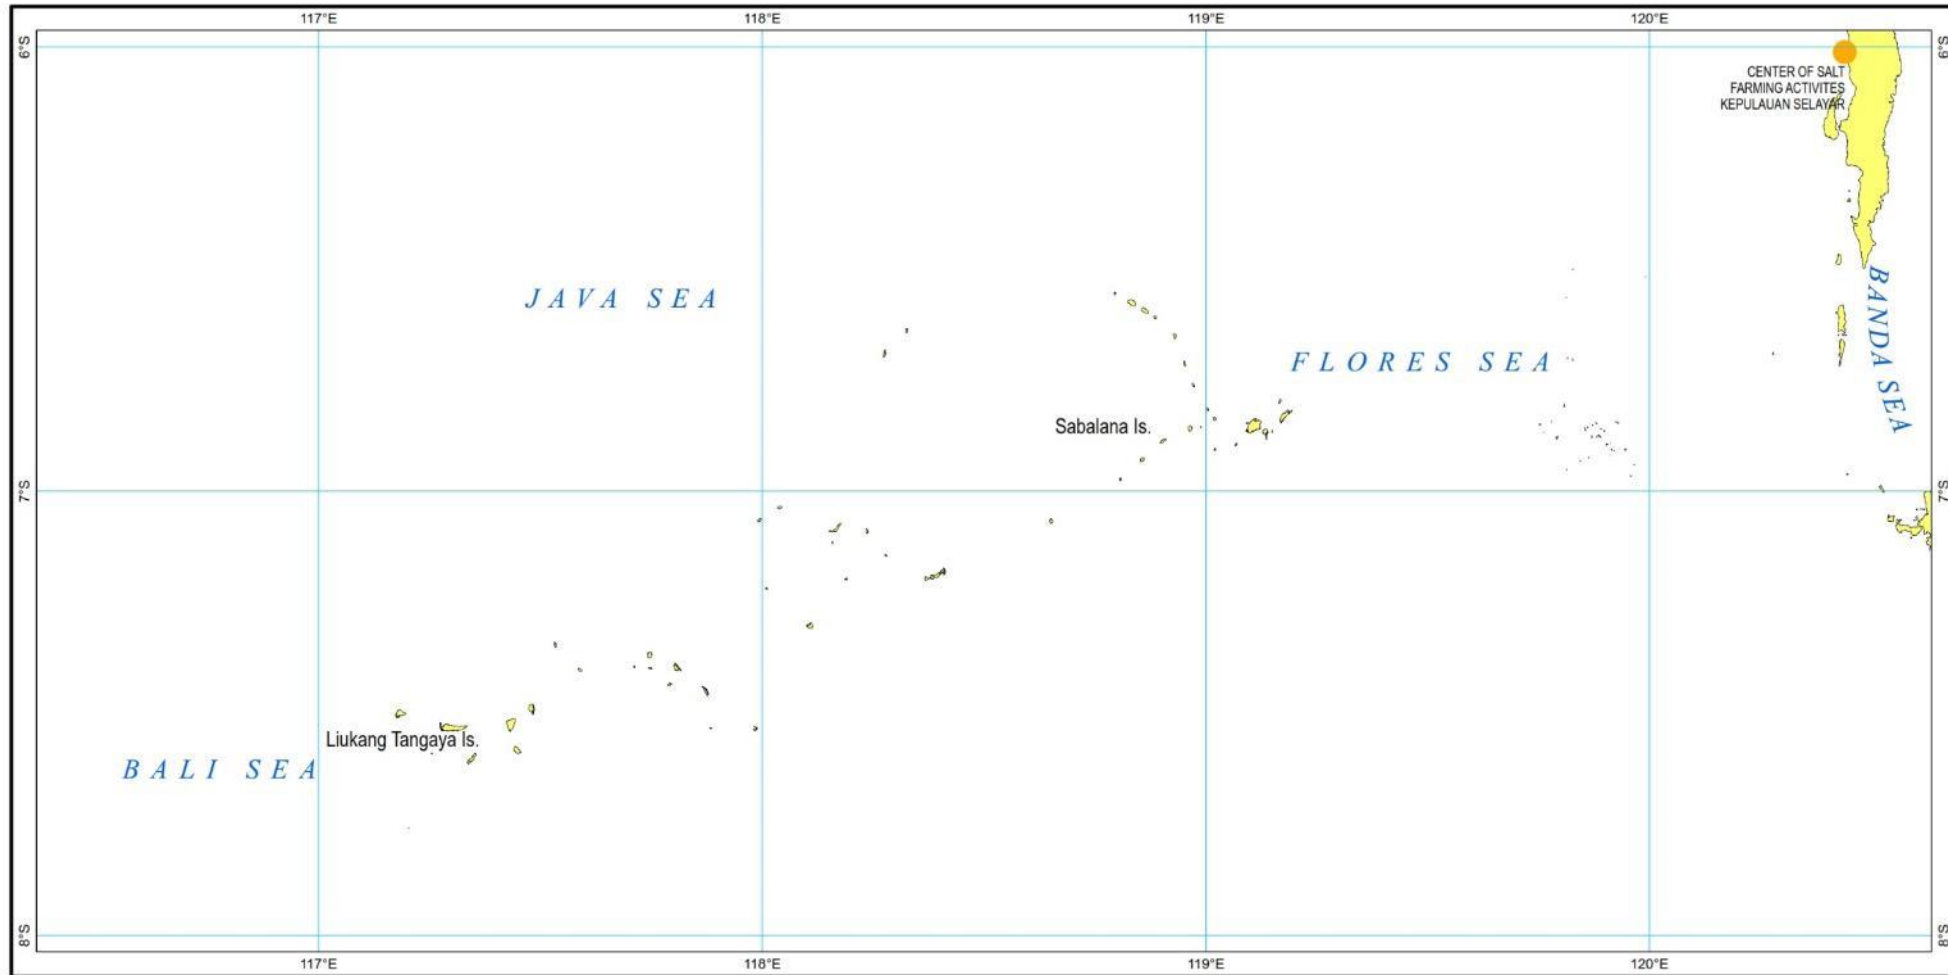 117°E
118°E
119°E
120°E
6°S
6°S
CENTER OF SALT
FARMING ACTIVITES
KEPULAUAN SELAYAR
JAVA SEA
BANDA SEA
FLORES SEA
Sabalana Is.
7°S
7°S
Liukang Tangaya Is.
BALI SEA
8°S
8°S
117°E
118°E
119°E
120°E